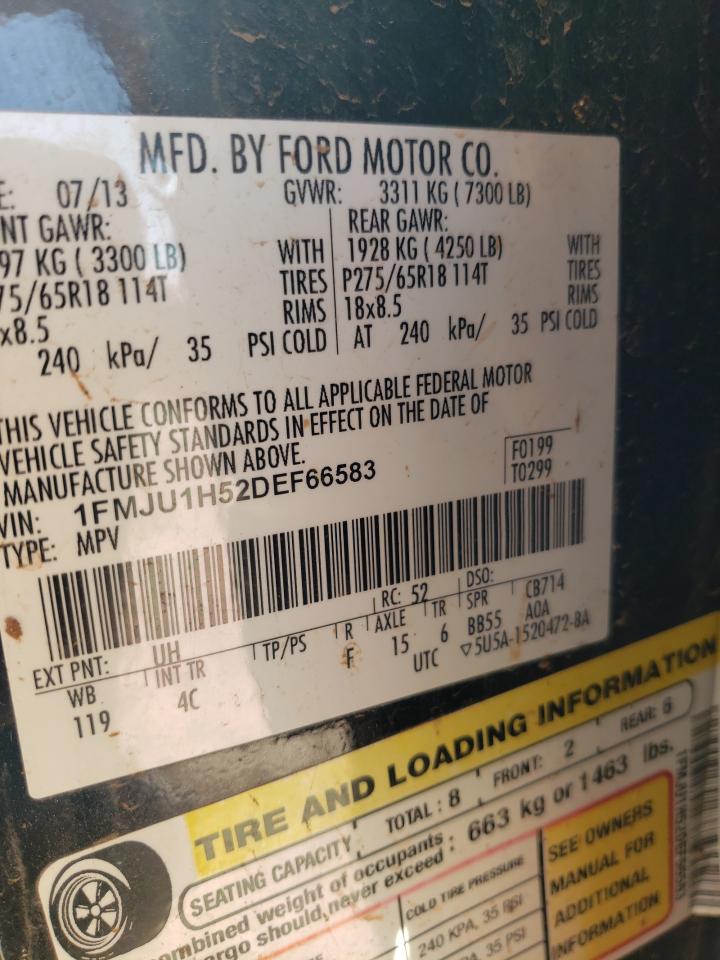 MFD. BY FORD MOTOR CO.
E: 07/13 GVWR: 3311 KG ( 7300 LB)
NT GAWR: REAR GAWR:
97 KG ( 3300 LB) WITH 1928 KG ( 4250 LB) WITH
75/65R18 114T TIRES P275/65R18 114T TIRES
x8.5 RIMS 18x8.5 RIMS
240 kPa/ 35 PSI COLD AT 240 kPa/ 35 PSI COLD
THIS VEHICLE CONFORMS TO ALL APPLICABLE FEDERAL MOTOR
VEHICLE SAFETY STANDARDS IN EFFECT ON THE DATE OF
MANUFACTURE SHOWN ABOVE.
F0199
VIN: 1FMJU1H52DEF66583 T0299
TYPE: MPV
EXT PNT: UH RC: 52 DSO:
WB INT TR TP/PS R AXLE TR SPR CB714
119 4C F 15 6 BB55 AOA
UTC ▽5U5A-1520472-BA
TIRE AND LOADING INFORMATION
SEATING CAPACITY TOTAL : 8 FRONT: 2 REAR: 6
ombined weight of occupants : 663 kg or 1463 lbs.
argo should, never exceed :
COLD TIRE PRESSURE SEE OWNERS
240 KPA, 35 PSI MANUAL FOR
35 PSI ADDITIONAL
INFORMATION